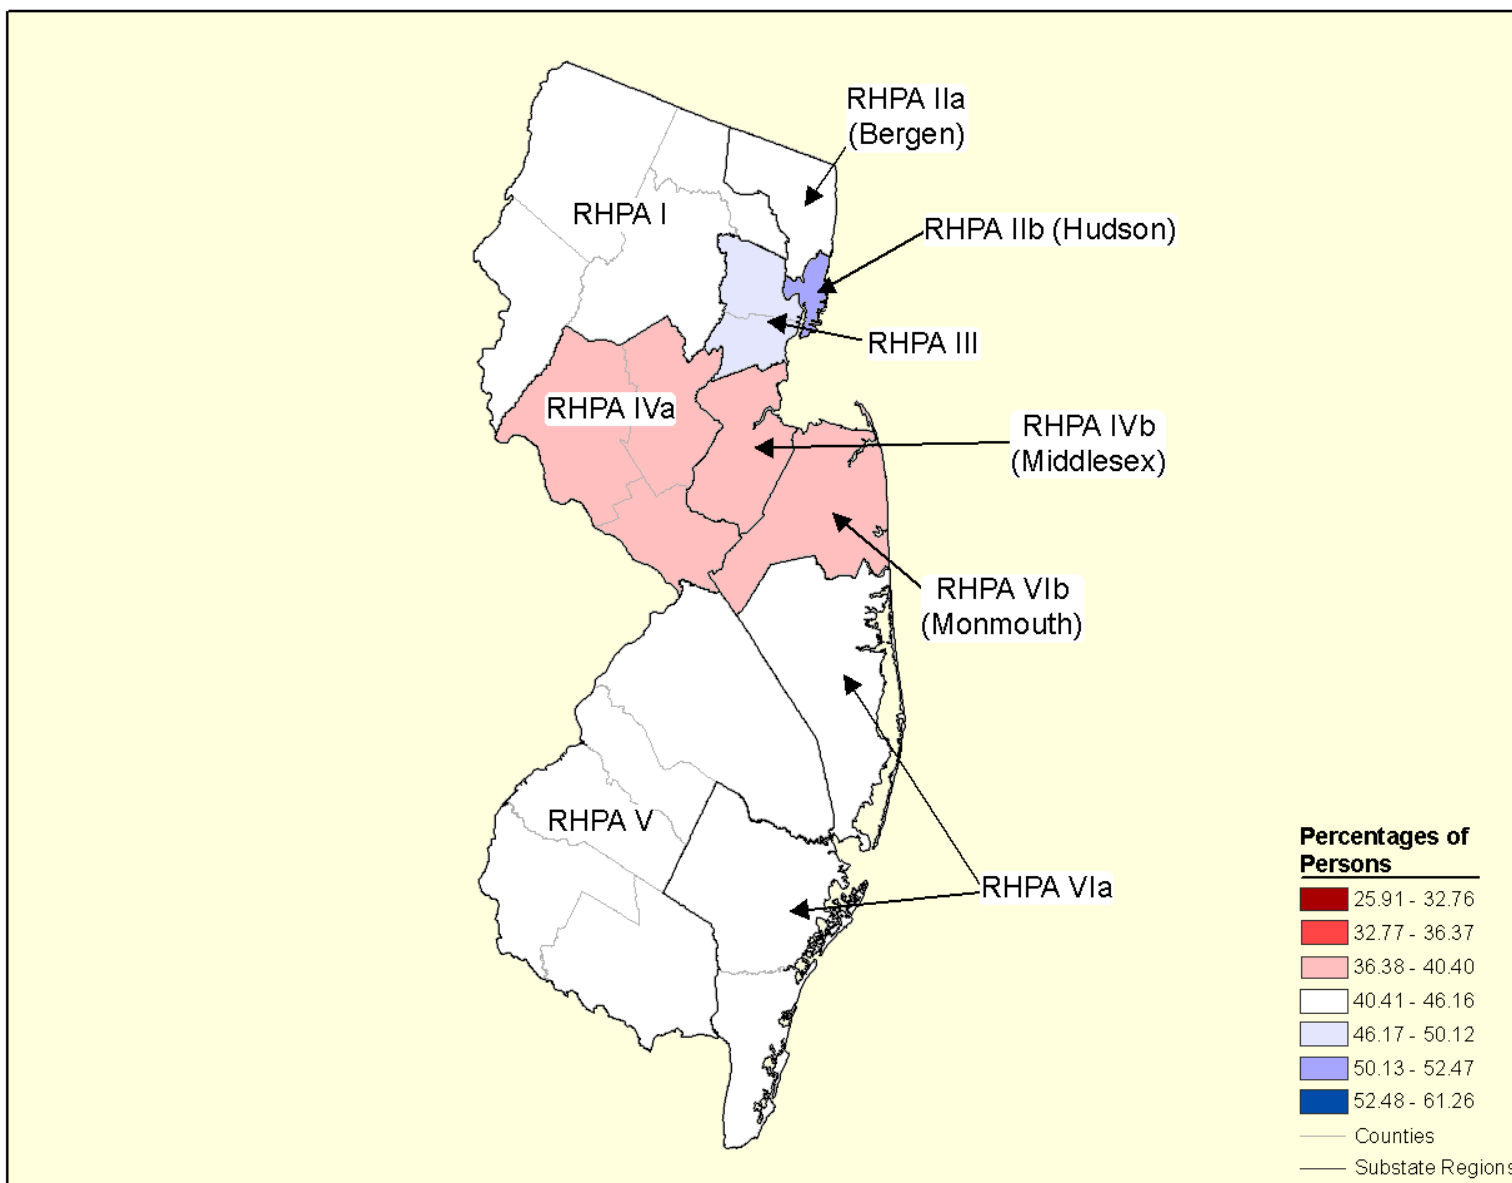 RHPA IIa
(Bergen)
RHPA I
RHPA IIb (Hudson)
RHPA III
RHPA IVa
RHPA IVb
(Middlesex)
RHPA VIb
(Monmouth)
RHPA V
RHPA VIa
Percentages of
Persons
25.91 - 32.76
32.77 - 36.37
36.38 - 40.40
40.41 - 46.16
46.17 - 50.12
50.13 - 52.47
52.48 - 61.26
Counties
Substate Regions